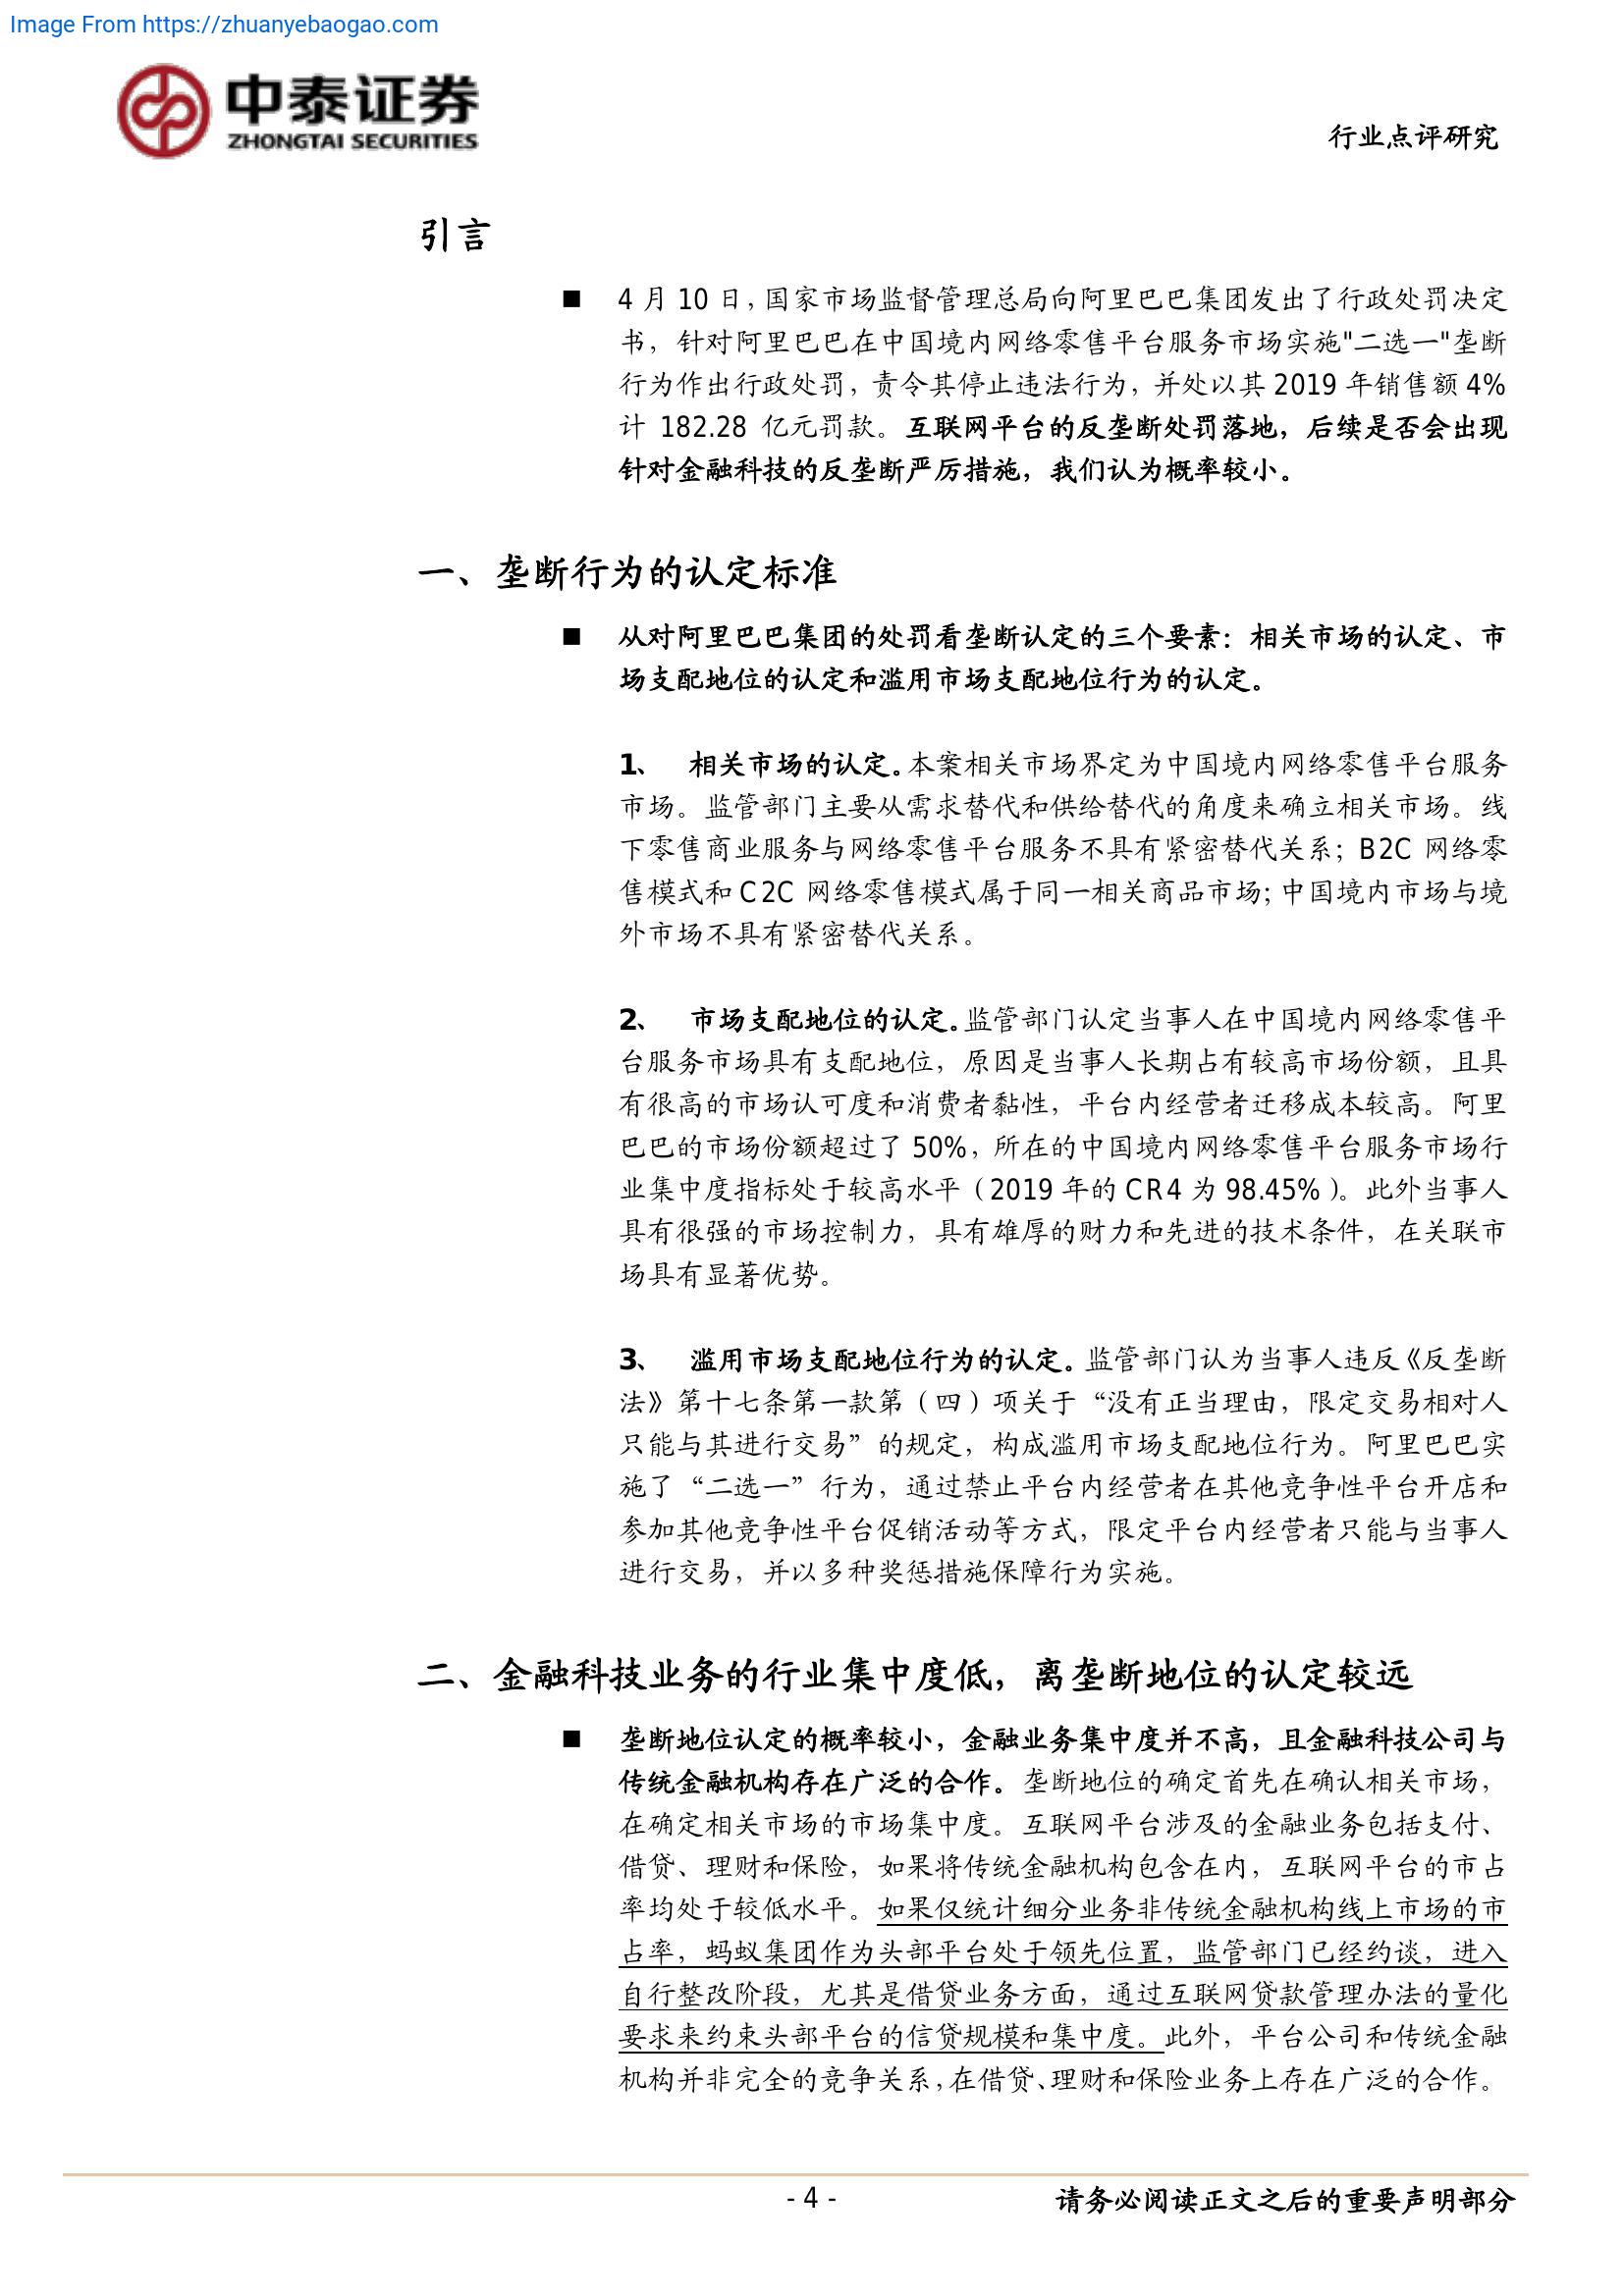 Image From https://zhuanyebaogao.com
中泰证券
ZHONGTAI SECURITIES
行业点评研究
引言
■ 4 月 10 日，国家市场监督管理总局向阿里巴巴集团发出了行政处罚决定
书，针对阿里巴巴在中国境内网络零售平台服务市场实施"二选一"垄断
行为作出行政处罚，责令其停止违法行为，并处以其 2019 年销售额 4%
计 182.28 亿元罚款。互联网平台的反垄断处罚落地，后续是否会出现
针对金融科技的反垄断严厉措施，我们认为概率较小。
一、垄断行为的认定标准
■ 从对阿里巴巴集团的处罚看垄断认定的三个要素：相关市场的认定、市
场支配地位的认定和滥用市场支配地位行为的认定。
1、 相关市场的认定。本案相关市场界定为中国境内网络零售平台服务
市场。监管部门主要从需求替代和供给替代的角度来确立相关市场。线
下零售商业服务与网络零售平台服务不具有紧密替代关系；B2C 网络零
售模式和 C2C 网络零售模式属于同一相关商品市场；中国境内市场与境
外市场不具有紧密替代关系。
2、 市场支配地位的认定。监管部门认定当事人在中国境内网络零售平
台服务市场具有支配地位，原因是当事人长期占有较高市场份额，且具
有很高的市场认可度和消费者黏性，平台内经营者迁移成本较高。阿里
巴巴的市场份额超过了 50%，所在的中国境内网络零售平台服务市场行
业集中度指标处于较高水平（2019 年的 CR4 为 98.45%）。此外当事人
具有很强的市场控制力，具有雄厚的财力和先进的技术条件，在关联市
场具有显著优势。
3、 滥用市场支配地位行为的认定。监管部门认为当事人违反《反垄断
法》第十七条第一款第（四）项关于“没有正当理由，限定交易相对人
只能与其进行交易”的规定，构成滥用市场支配地位行为。阿里巴巴实
施了“二选一”行为，通过禁止平台内经营者在其他竞争性平台开店和
参加其他竞争性平台促销活动等方式，限定平台内经营者只能与当事人
进行交易，并以多种奖惩措施保障行为实施。
二、金融科技业务的行业集中度低，离垄断地位的认定较远
■ 垄断地位认定的概率较小，金融业务集中度并不高，且金融科技公司与
传统金融机构存在广泛的合作。垄断地位的确定首先在确认相关市场，
在确定相关市场的市场集中度。互联网平台涉及的金融业务包括支付、
借贷、理财和保险，如果将传统金融机构包含在内，互联网平台的市占
率均处于较低水平。如果仅统计细分业务非传统金融机构线上市场的市
占率，蚂蚁集团作为头部平台处于领先位置，监管部门已经约谈，进入
自行整改阶段，尤其是借贷业务方面，通过互联网贷款管理办法的量化
要求来约束头部平台的信贷规模和集中度。此外，平台公司和传统金融
机构并非完全的竞争关系，在借贷、理财和保险业务上存在广泛的合作。
- 4 -
请务必阅读正文之后的重要声明部分